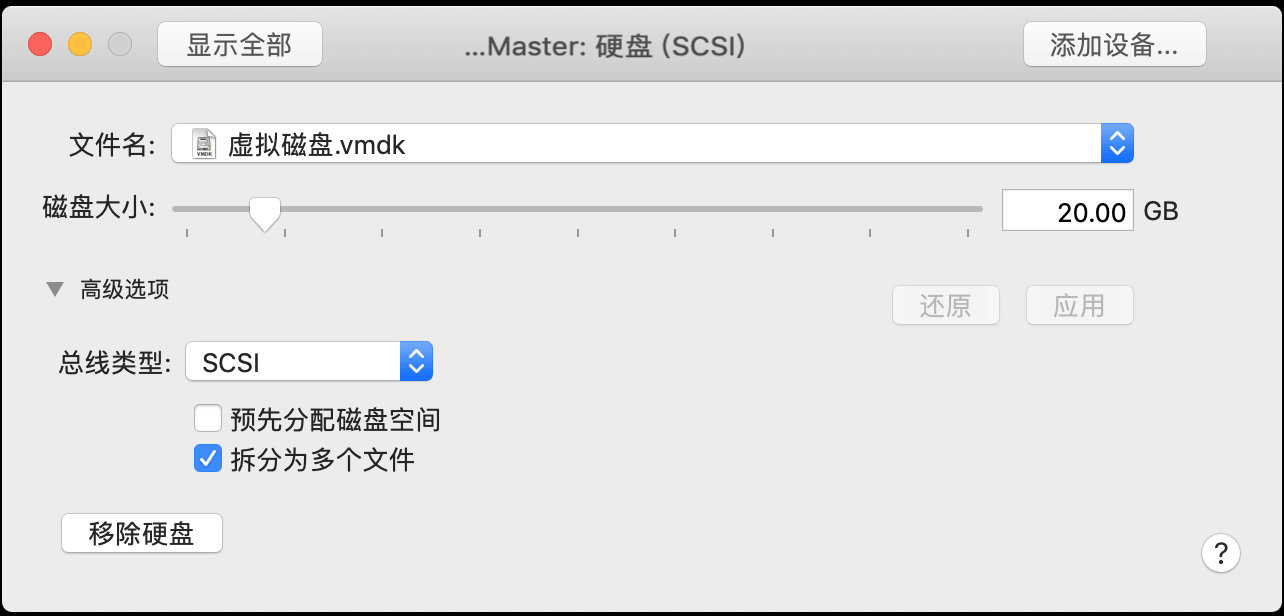 显示全部 ...Master: 硬盘 (SCSI) 添加设备...
文件名: 虚拟磁盘.vmdk
磁盘大小: 20.00 GB
高级选项
还原 应用
总线类型: SCSI
预先分配磁盘空间
拆分为多个文件
移除硬盘
?